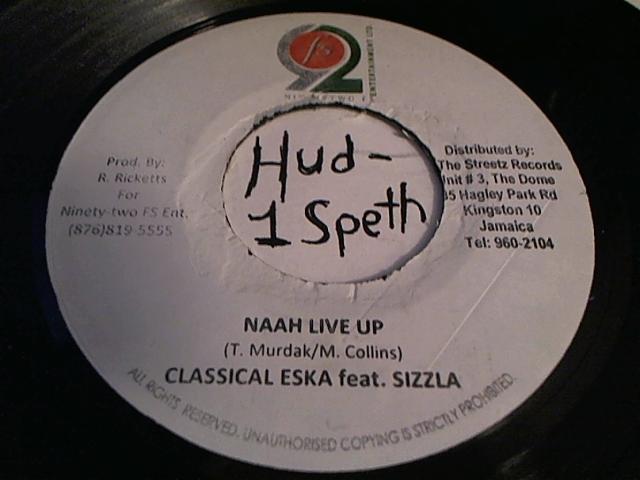 92
ENTERTAINMENT LTD.
Prod. By:
R. Ricketts
For
Ninety-two FS Ent.
(876)819-5555
Hud-
1 Speth
Distributed by:
The Streetz Records
Unit # 3, The Dome
Hagley Park Rd
Kingston 10
Jamaica
Tel: 960-2104
NAAH LIVE UP
(T. Murdak/M. Collins)
CLASSICAL ESKA feat. SIZZLA
ALL RIGHTS RESERVED. UNAUTHORISED COPYING IS STRICTLY PROHIBITED.